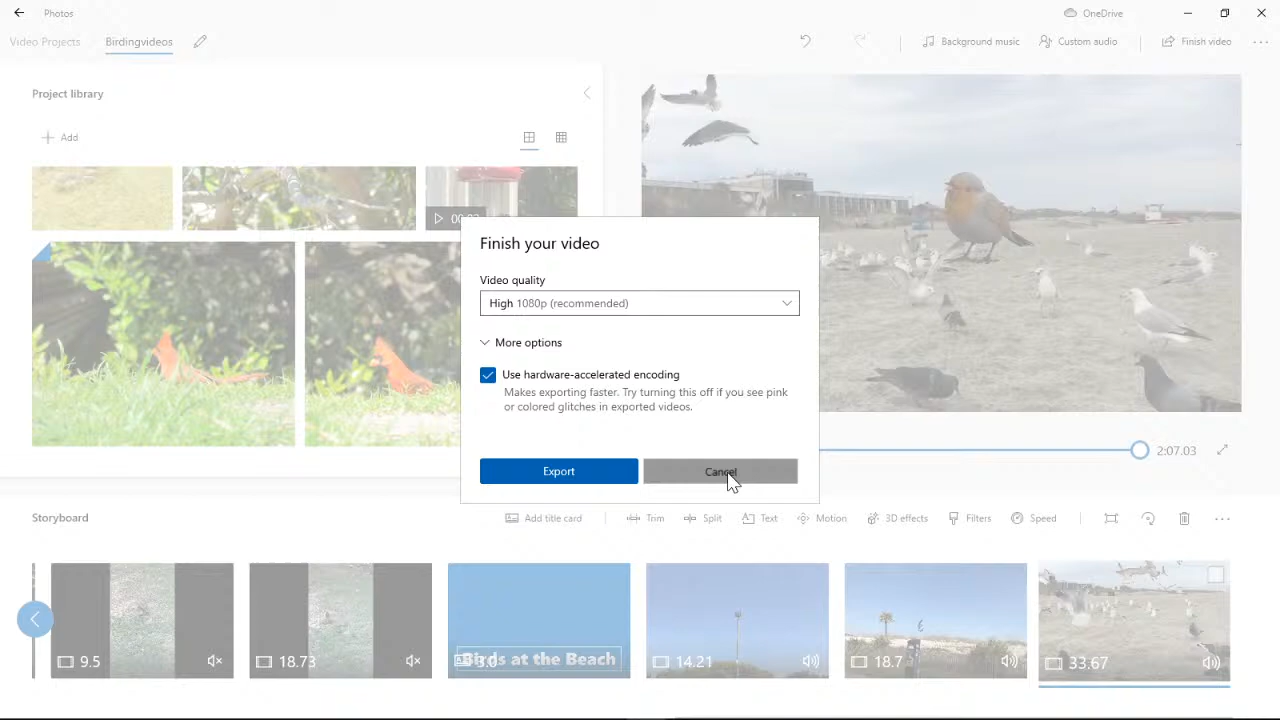 Photos
OneDrive
Video Projects
Birdingvideos
Background music
Custom audio
Finish video
Project library
Add
Finish your video
Video quality
High 1080p (recommended)
More options
Use hardware-accelerated encoding
Makes exporting faster. Try turning this off if you see pink
or colored glitches in exported videos.
Export
Cancel
2:07.03
Storyboard
Add title card
Trim
Split
Text
Motion
3D effects
Filters
Speed
9.5
18.73
Birds at the Beach
3.0
14.21
18.7
33.67